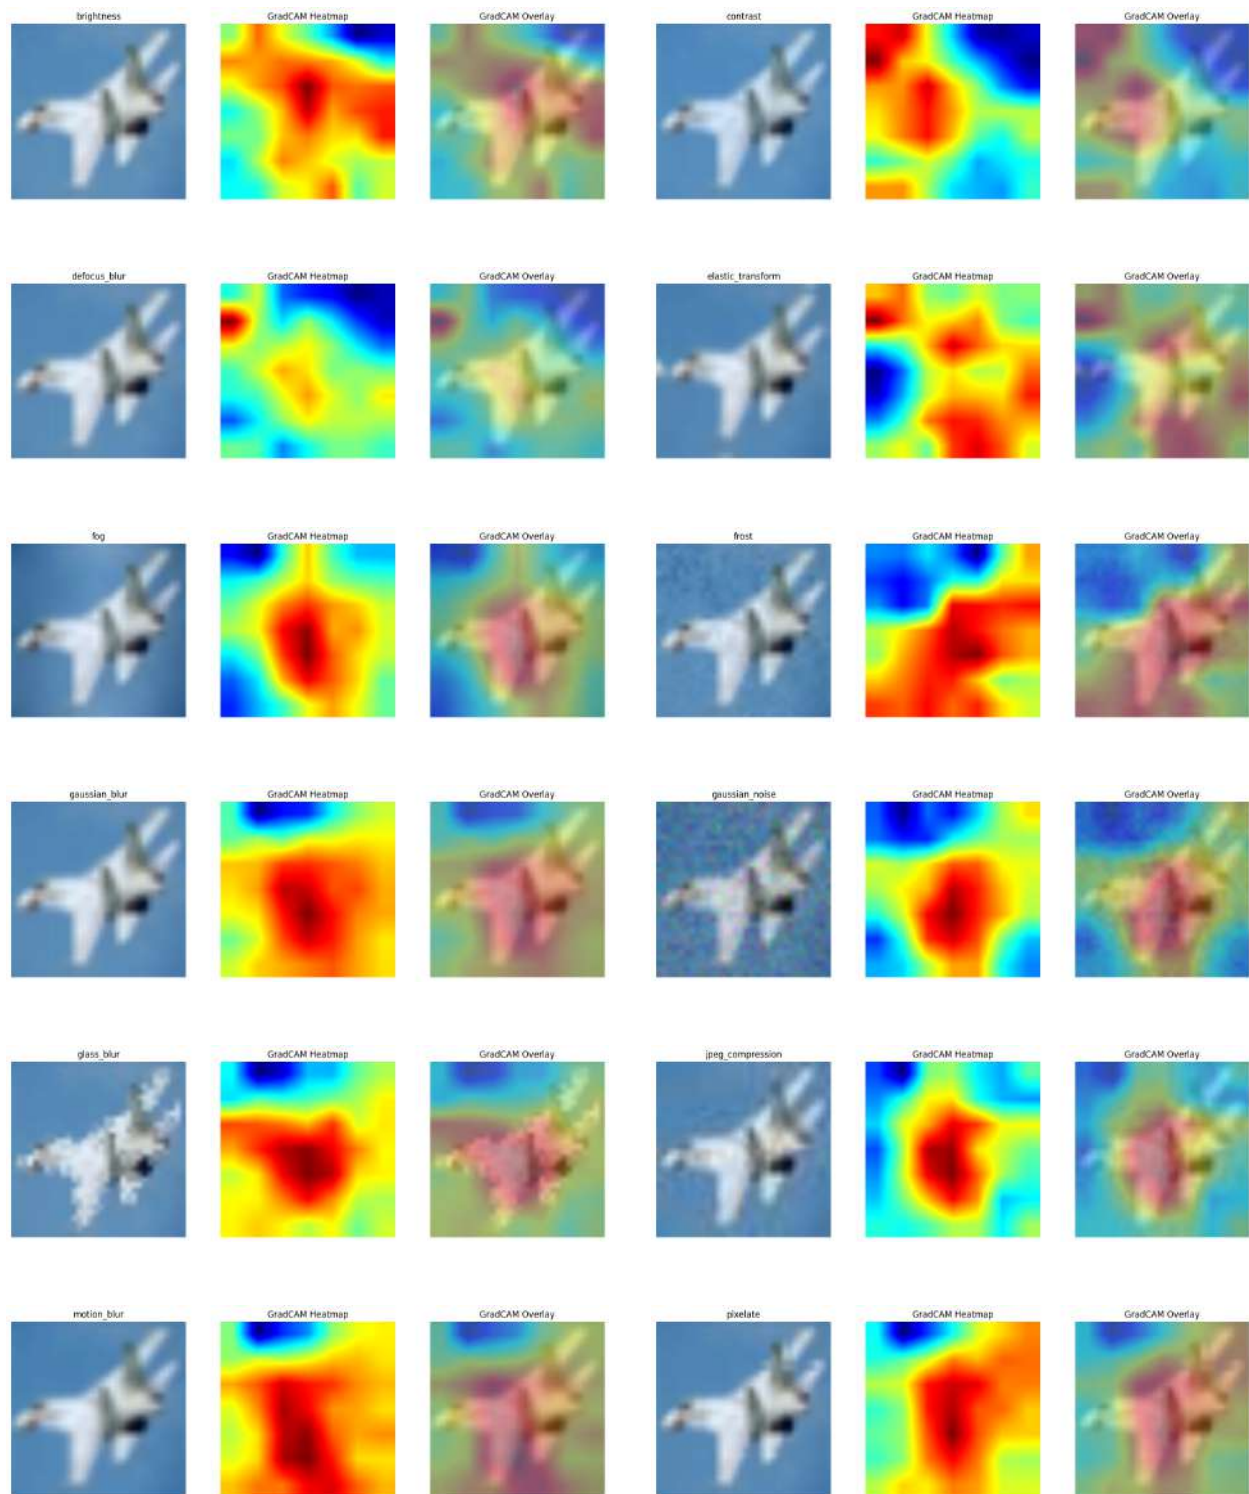 brightness GradCAM Heatmap GradCAM Overlay contrast GradCAM Heatmap GradCAM Overlay
defocus_blur GradCAM Heatmap GradCAM Overlay elastic_transform GradCAM Heatmap GradCAM Overlay
fog GradCAM Heatmap GradCAM Overlay frost GradCAM Heatmap GradCAM Overlay
gaussian_blur GradCAM Heatmap GradCAM Overlay gaussian_noise GradCAM Heatmap GradCAM Overlay
glass_blur GradCAM Heatmap GradCAM Overlay jpeg_compression GradCAM Heatmap GradCAM Overlay
motion_blur GradCAM Heatmap GradCAM Overlay pixelate GradCAM Heatmap GradCAM Overlay